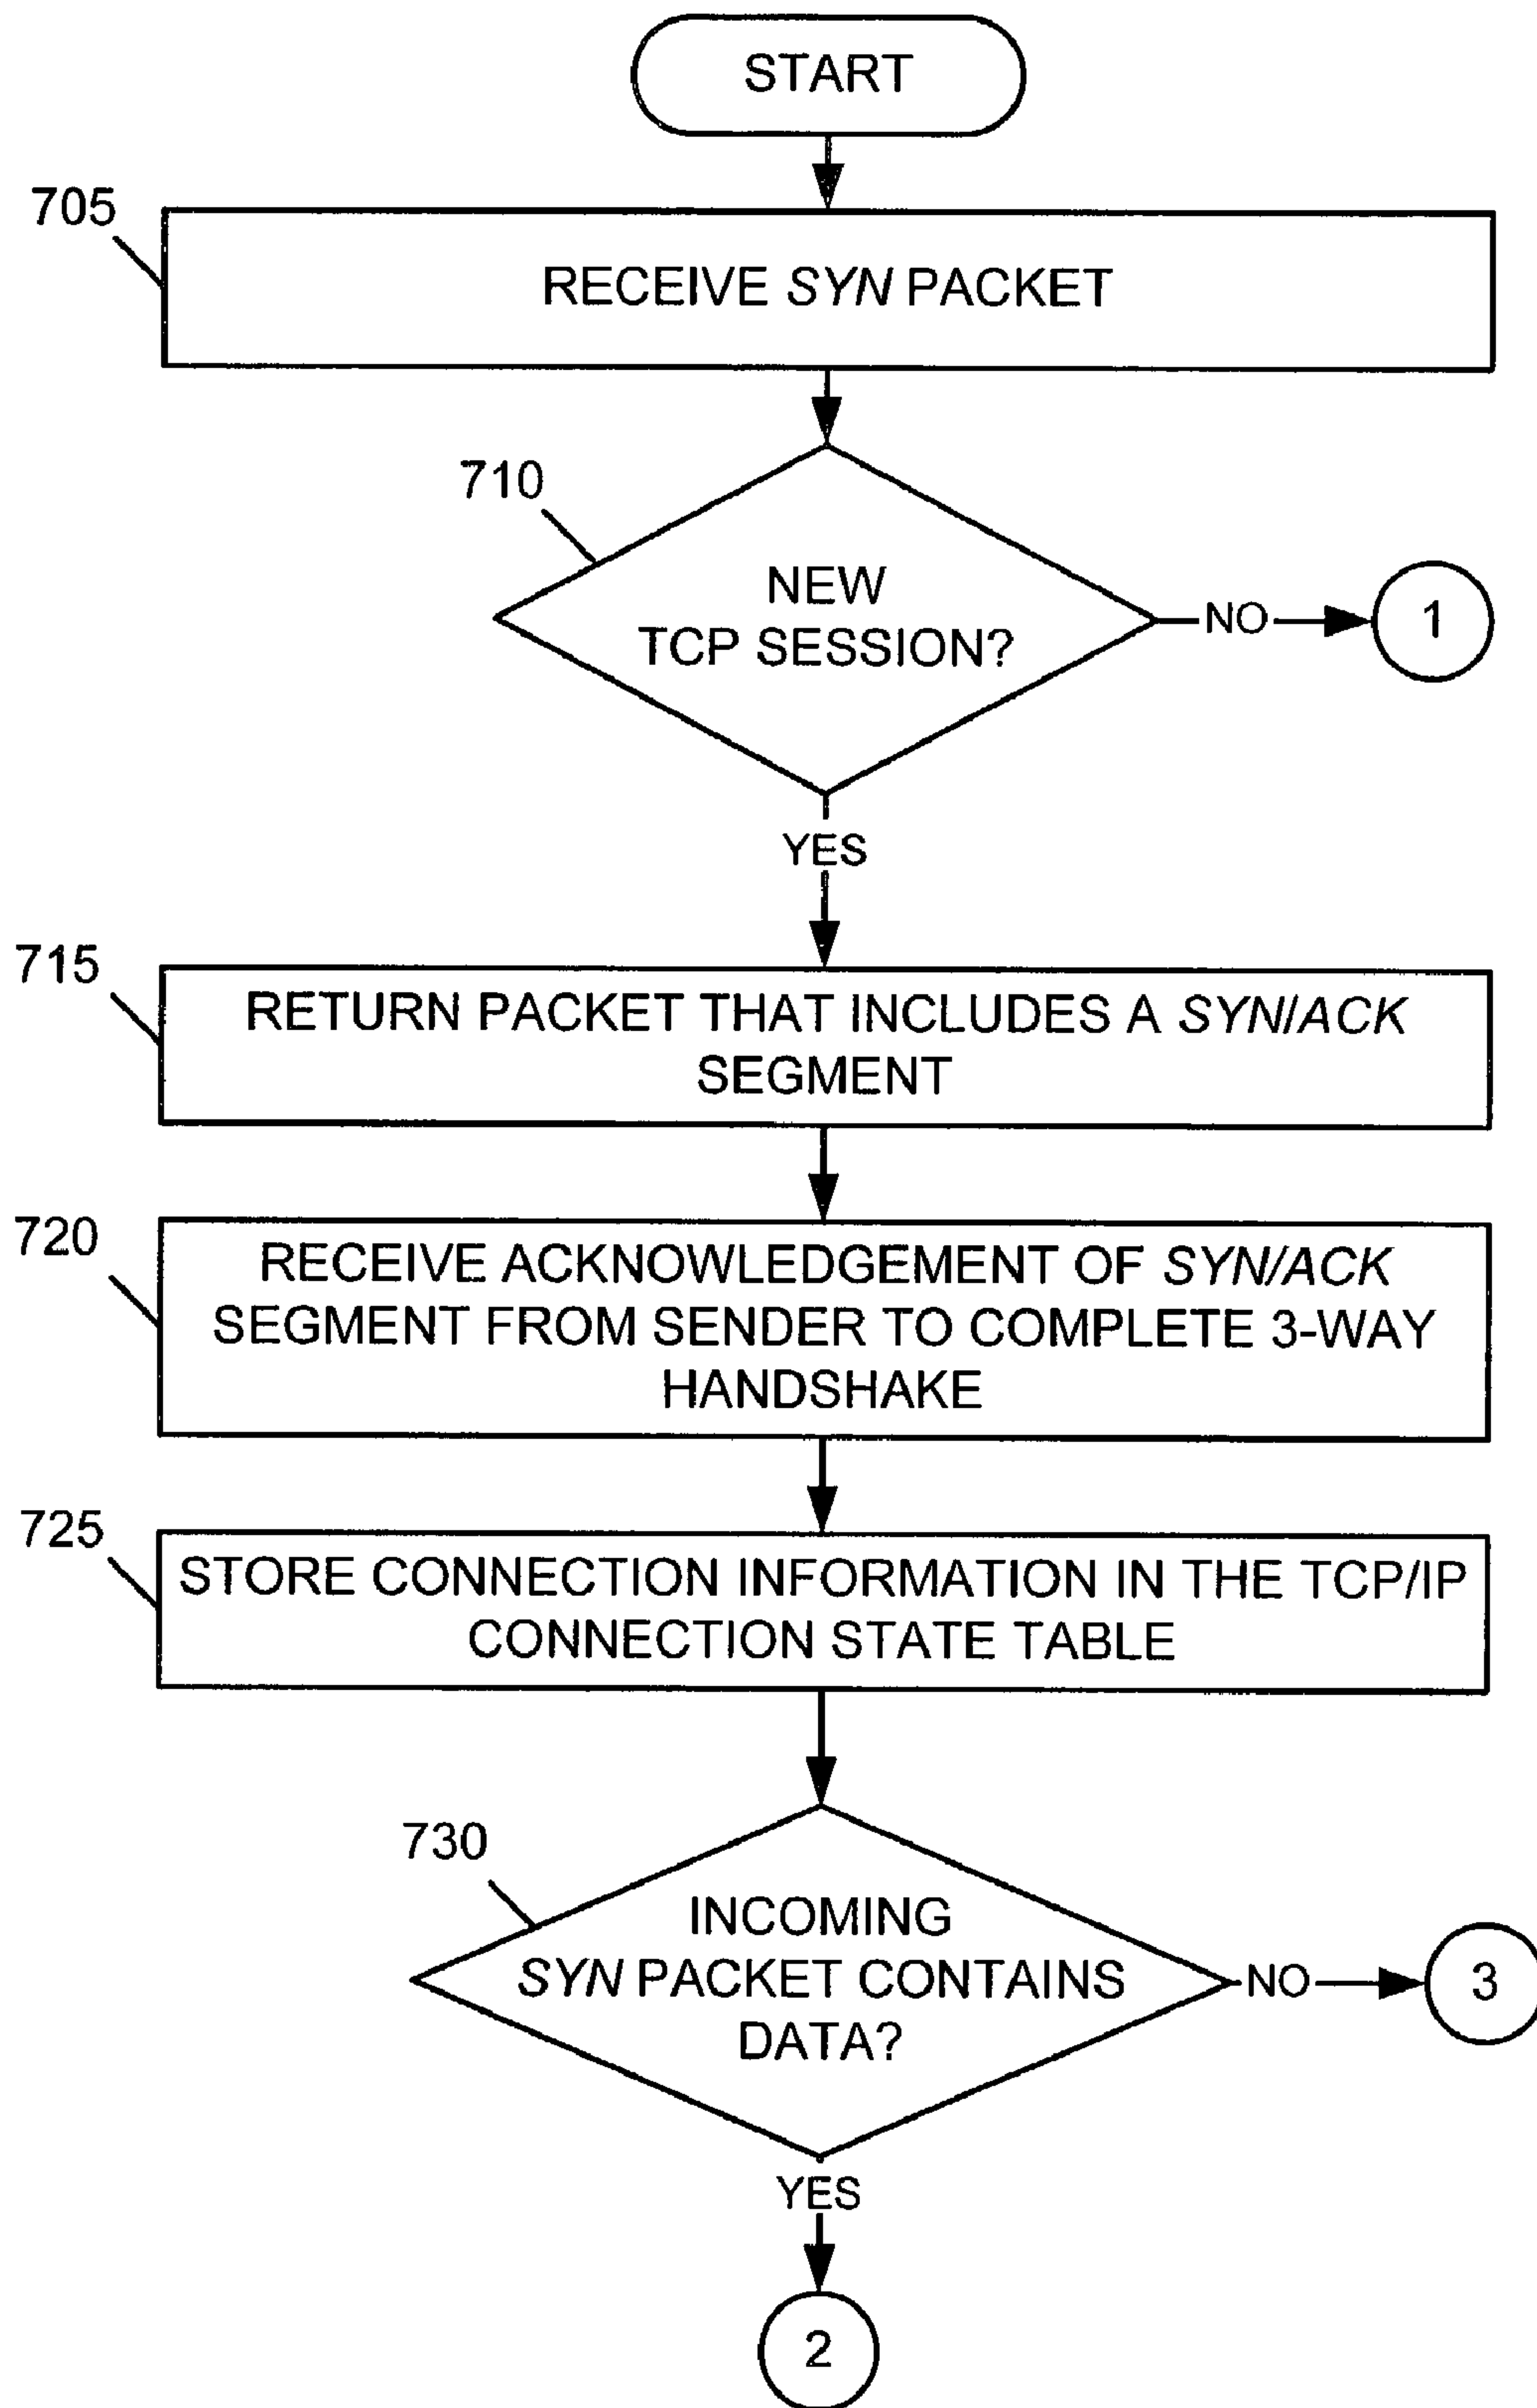 START
705
RECEIVE SYN PACKET
710
NEW
TCP SESSION?
NO
1
YES
715
RETURN PACKET THAT INCLUDES A SYN/ACK
SEGMENT
720
RECEIVE ACKNOWLEDGEMENT OF SYN/ACK
SEGMENT FROM SENDER TO COMPLETE 3-WAY
HANDSHAKE
725
STORE CONNECTION INFORMATION IN THE TCP/IP
CONNECTION STATE TABLE
730
INCOMING
SYN PACKET CONTAINS
DATA?
NO
3
YES
2